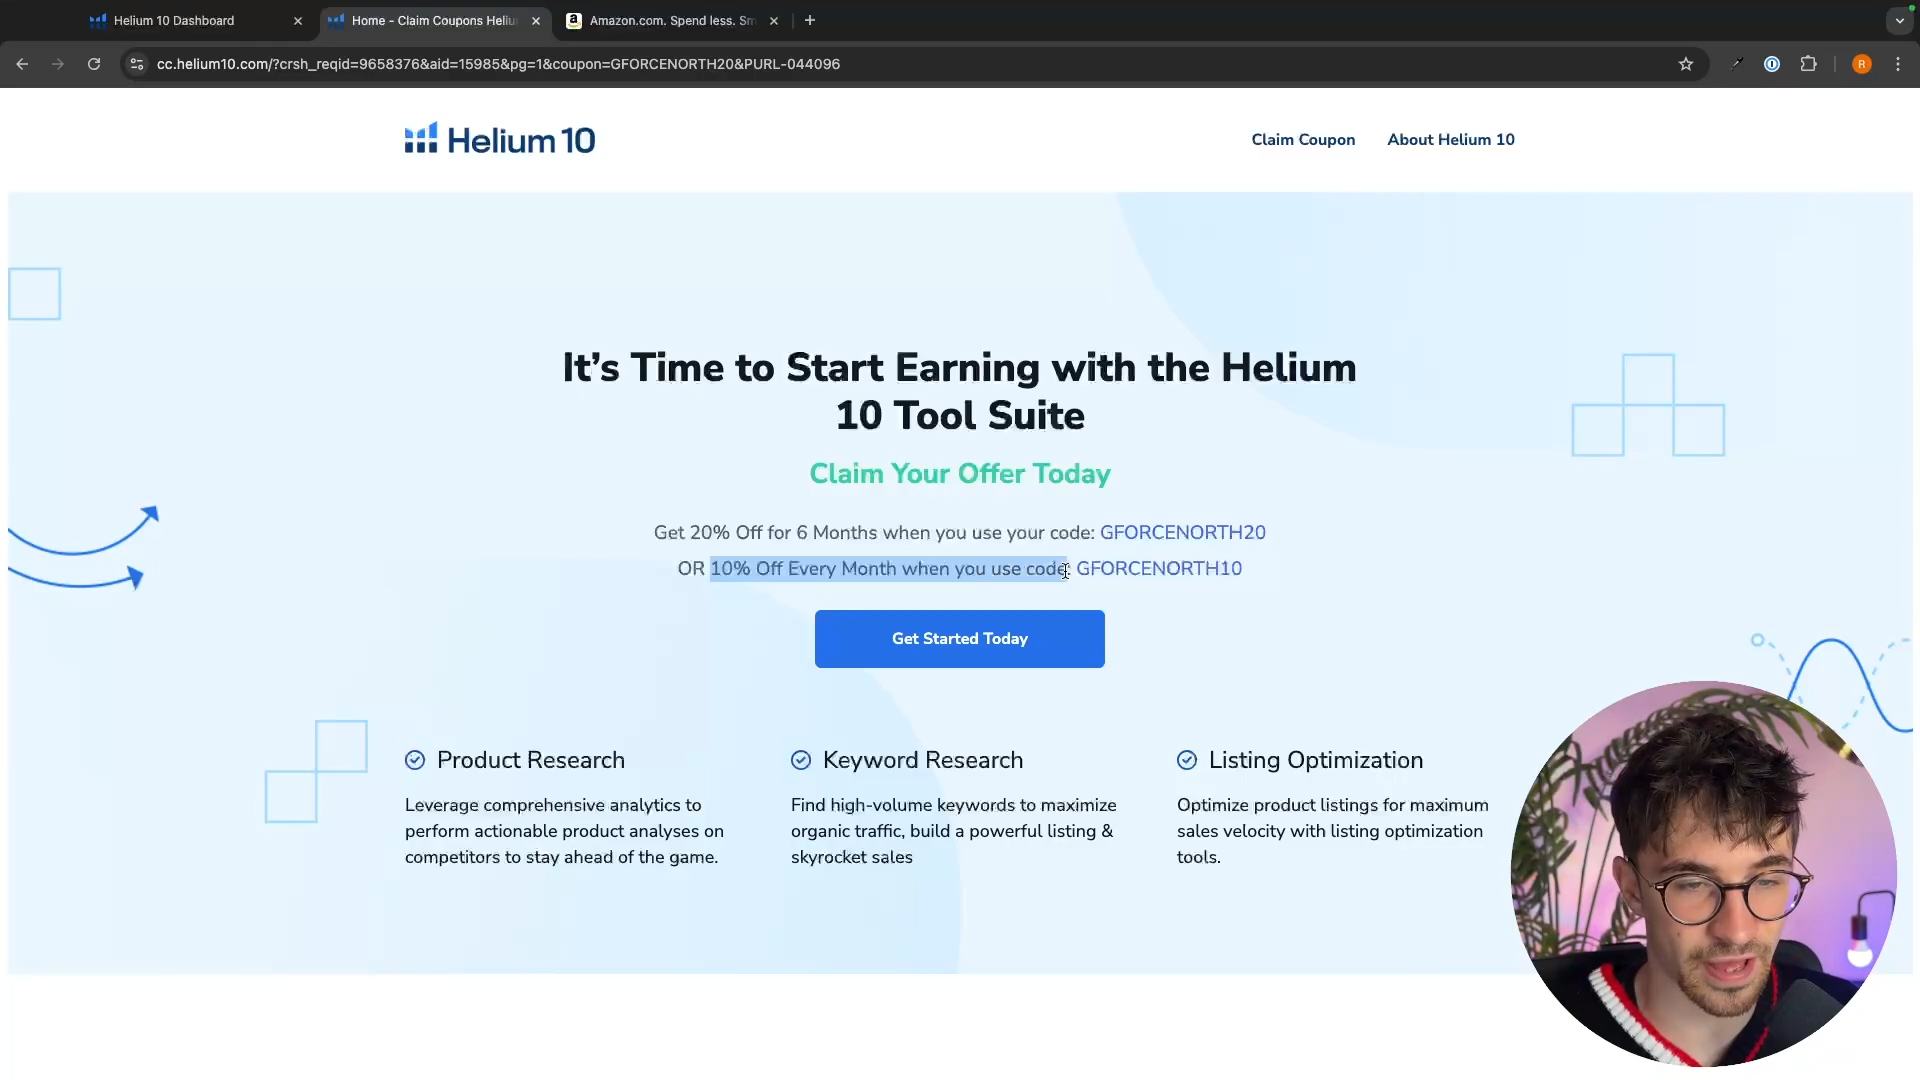 Helium 10 Dashboard
Home - Claim Coupons Heliu
Amazon.com. Spend less. Sm
cc.helium10.com/?crsh_reqid=9658376&aid=15985&pg=1&coupon=GFORCENORTH20&PURL-044096
R
Helium 10
Claim Coupon
About Helium 10
It’s Time to Start Earning with the Helium
10 Tool Suite
Claim Your Offer Today
Get 20% Off for 6 Months when you use your code: GFORCENORTH20
OR 10% Off Every Month when you use code: GFORCENORTH10
Get Started Today
Product Research
Leverage comprehensive analytics to
perform actionable product analyses on
competitors to stay ahead of the game.
Keyword Research
Find high-volume keywords to maximize
organic traffic, build a powerful listing &
skyrocket sales
Listing Optimization
Optimize product listings for maximum
sales velocity with listing optimization
tools.